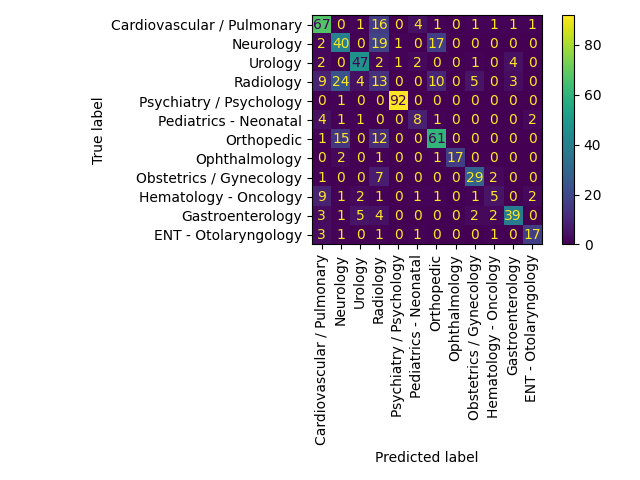 Cardiovascular / Pulmonary 67 0 1 16 0 4 1 0 1 1 1 1
Neurology 2 40 0 19 1 0 17 0 0 0 0 0
Urology 2 0 47 2 1 2 0 0 1 0 4 0
Radiology 9 24 4 13 0 0 10 0 5 0 3 0
Psychiatry / Psychology 0 1 0 0 92 0 0 0 0 0 0 0
Pediatrics - Neonatal 4 1 1 0 0 8 1 0 0 0 0 2
Orthopedic 1 15 0 12 0 0 61 0 0 0 0 0
Ophthalmology 0 2 0 1 0 0 1 17 0 0 0 0
Obstetrics / Gynecology 1 0 0 7 0 0 0 0 29 2 0 0
Hematology - Oncology 9 1 2 1 0 1 1 0 1 5 0 2
Gastroenterology 3 1 5 4 0 0 0 0 2 2 39 0
ENT - Otolaryngology 3 1 0 1 0 1 0 0 0 1 0 17
True label
Cardiovascular / Pulmonary
Neurology
Urology
Radiology
Psychiatry / Psychology
Pediatrics - Neonatal
Orthopedic
Ophthalmology
Obstetrics / Gynecology
Hematology - Oncology
Gastroenterology
ENT - Otolaryngology
Predicted label
80
60
40
20
0